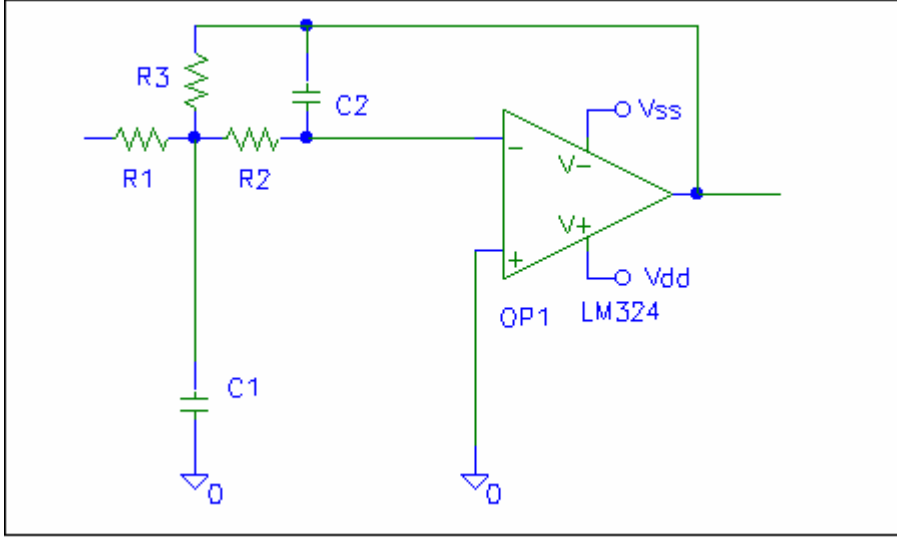 R3
C2
Vss
R1
R2
−
V−
V+
+
Vdd
OP1
LM324
C1
0
0